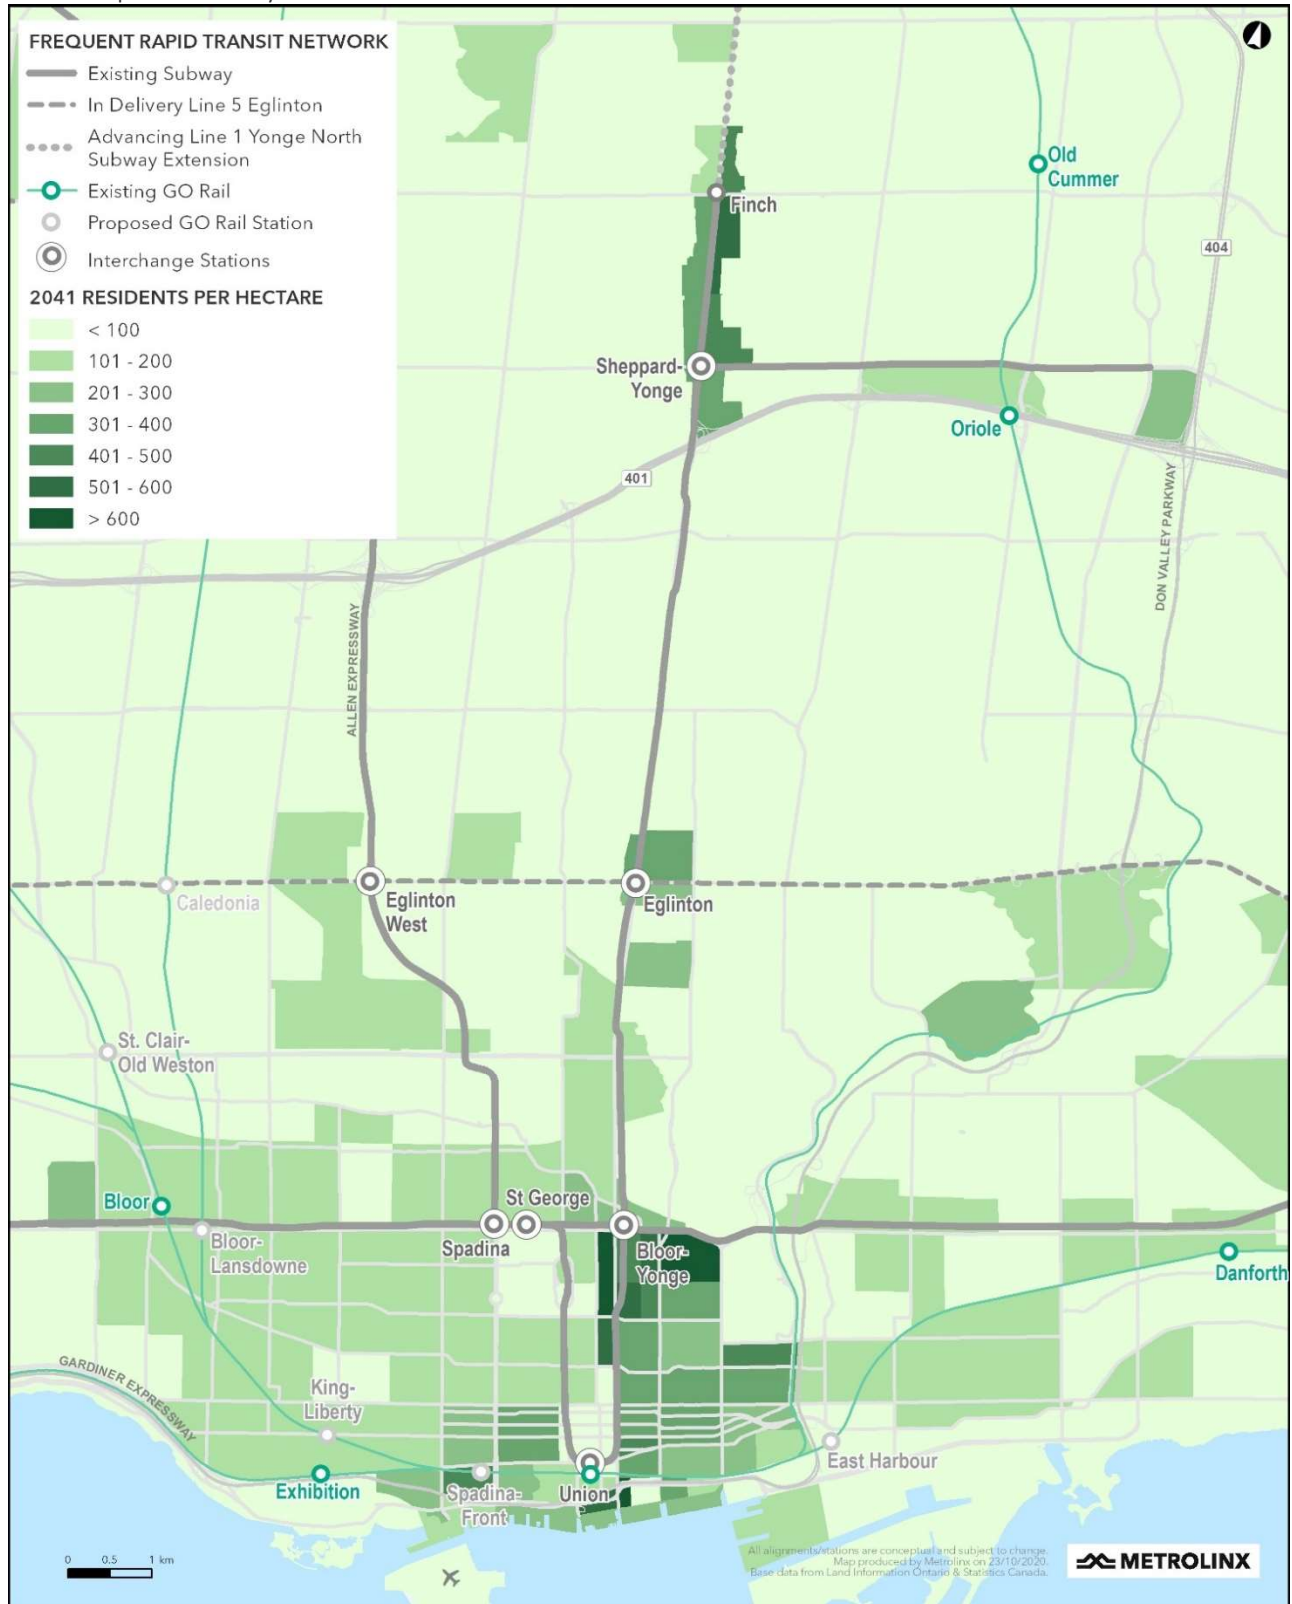 FREQUENT RAPID TRANSIT NETWORK
Existing Subway
In Delivery Line 5 Eglinton
Advancing Line 1 Yonge North
Subway Extension
Existing GO Rail
Proposed GO Rail Station
Interchange Stations
2041 RESIDENTS PER HECTARE
< 100
101 - 200
201 - 300
301 - 400
401 - 500
501 - 600
> 600
Old
Cummer
Finch
404
Sheppard-
Yonge
Oriole
401
DON VALLEY PARKWAY
ALLEN EXPRESSWAY
Caledonia
Eglinton
West
Eglinton
St. Clair-
Old Weston
Bloor
St George
Spadina
Bloor-
Lansdowne
Bloor-
Yonge
Danforth
GARDINER EXPRESSWAY
King-
Liberty
East Harbour
Exhibition
Spadina-
Front
Union
0 0.5 1 km
All alignments/stations are conceptual and subject to change.
Map produced by Metrolinx on 23/10/2020.
Base data from Land Information Ontario & Statistics Canada.
METROLINX